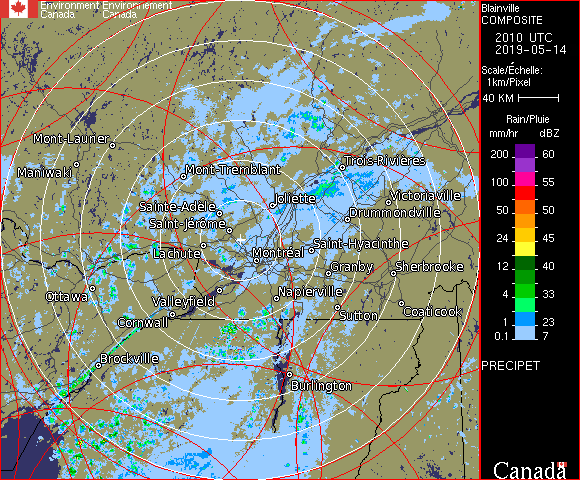 Environment Environnement
Canada Canada
Blainville
COMPOSITE
2010 UTC
2019-05-14
Scale/Échelle:
1km/Pixel
40 KM
Rain/Pluie
mm/hr dBZ
200 60
100 55
50 50
24 45
12 40
4 33
1 23
0.1 7
PRECIPET
Canada
Mont-Laurier
Maniwaki
Mont-Tremblant
Trois-Rivières
Joliette
Victoriaville
Sainte-Adèle
Drummondville
Saint-Jérôme
Lachute
Montréal
Saint-Hyacinthe
Granby
Sherbrooke
Ottawa
Valleyfield
Napierville
Cornwall
Sutton
Coaticook
Brockville
Burlington